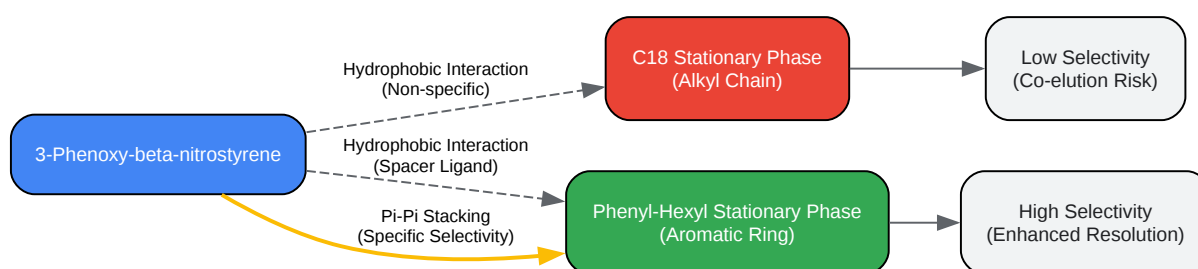 3-Phenoxy-beta-nitrostyrene
Hydrophobic Interaction
(Non-specific)
Hydrophobic Interaction
(Spacer Ligand)
Pi-Pi Stacking
(Specific Selectivity)
C18 Stationary Phase
(Alkyl Chain)
Phenyl-Hexyl Stationary Phase
(Aromatic Ring)
Low Selectivity
(Co-elution Risk)
High Selectivity
(Enhanced Resolution)